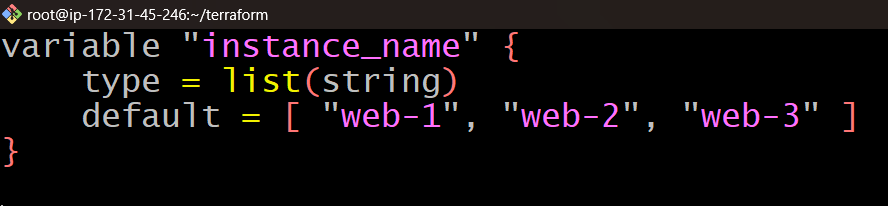 root@ip-172-31-45-246:~/terraform
variable "instance_name" {
    type = list(string)
    default = [ "web-1", "web-2", "web-3" ]
}